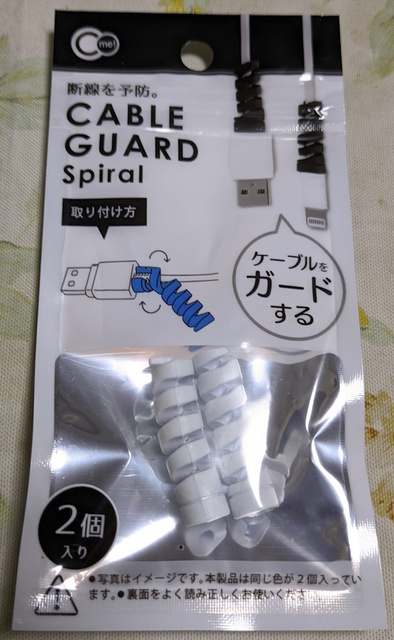 Cme!
断線を予防。
CABLE
GUARD
Spiral
取り付け方
ケーブルを
ガード
する
2個
入り
●写真はイメージです。本製品は同じ色が2個入ってい
ます。●裏面をよく読み正しくお使いくださ